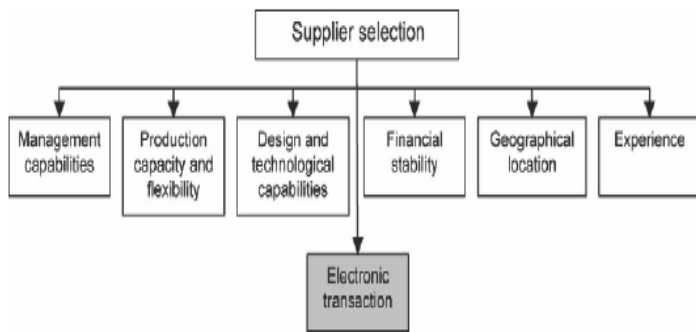 Supplier selection
Management
capabilities
Production
capacity and
flexibility
Design and
technological
capabilities
Financial
stability
Geographical
location
Experience
Electronic
transaction